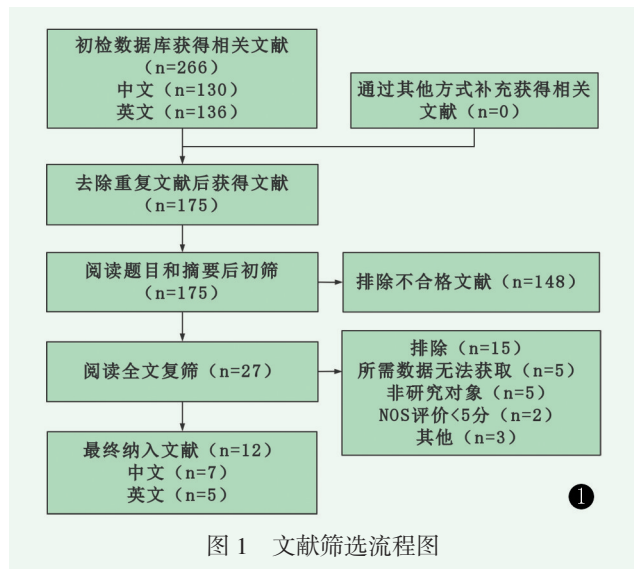 初检数据库获得相关文献
（n=266）
中文（n=130）
英文（n=136）
通过其他方式补充获得相关
文献（n=0）
去除重复文献后获得文献
（n=175）
阅读题目和摘要后初筛
（n=175）
排除不合格文献（n=148）
阅读全文复筛（n=27）
排除（n=15）
所需数据无法获取（n=5）
非研究对象（n=5）
NOS评价<5分（n=2）
其他（n=3）
最终纳入文献（n=12）
中文（n=7）
英文（n=5）
❶
图 1　文献筛选流程图